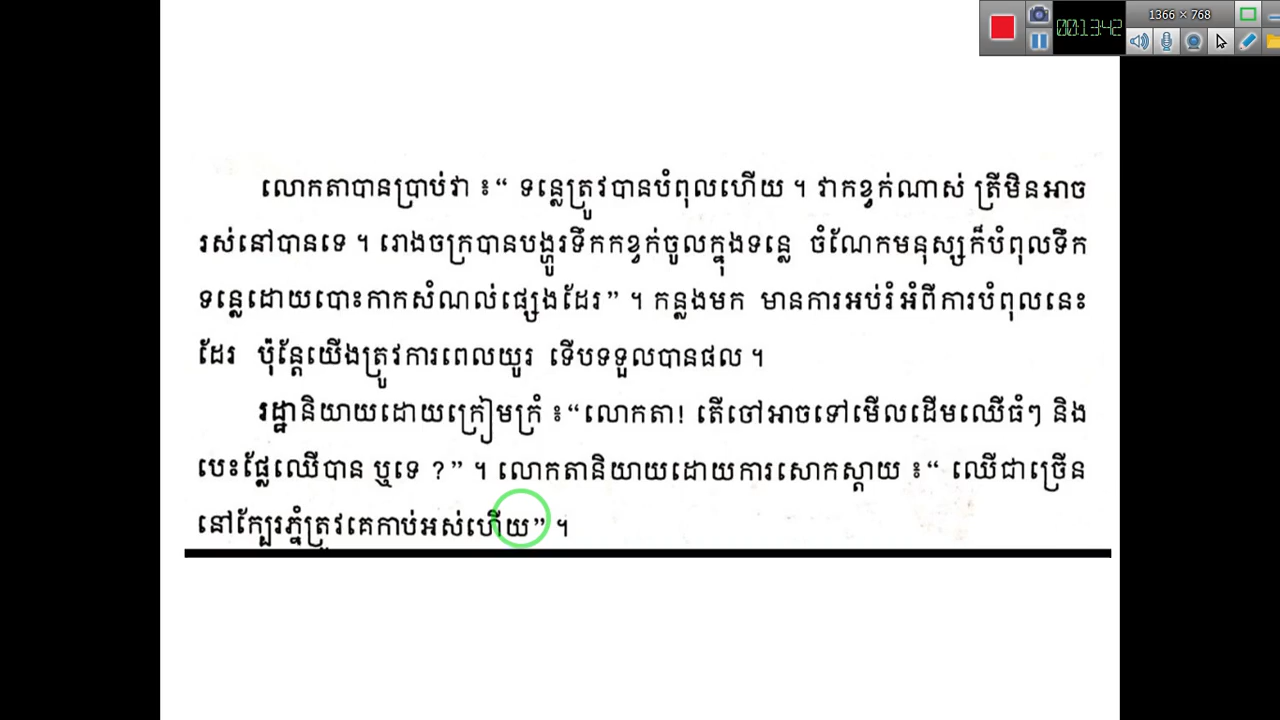 1366 × 768
00:13:42
លោកតាបានប្រាប់វា ៖“ ទន្លេត្រូវបានបំពុលហើយ ។ វាកខ្វក់ណាស់ ត្រីមិនអាច
រស់នៅបានទេ ។ រោងចក្របានបង្ហូរទឹកកខ្វក់ចូលក្នុងទន្លេ ចំណែកមនុស្សក៏បំពុលទឹក
ទន្លេដោយបោះកាកសំណល់ផ្សេងដែរ” ។ កន្លងមក មានការអប់រំអំពីការបំពុលនេះ
ដែរ ប៉ុន្តែយើងត្រូវការពេលយូរ ទើបទទួលបានផល ។
រដ្ឋានិយាយដោយក្រៀមក្រំ ៖“លោកតា! តើចៅអាចទៅមើលដើមឈើធំៗ និង
បេះផ្លែឈើបាន ឬទេ ?” ។ លោកតានិយាយដោយការសោកស្តាយ ៖“ ឈើជាច្រើន
នៅក្បែរភ្នំត្រូវគេកាប់អស់ហើយ” ។